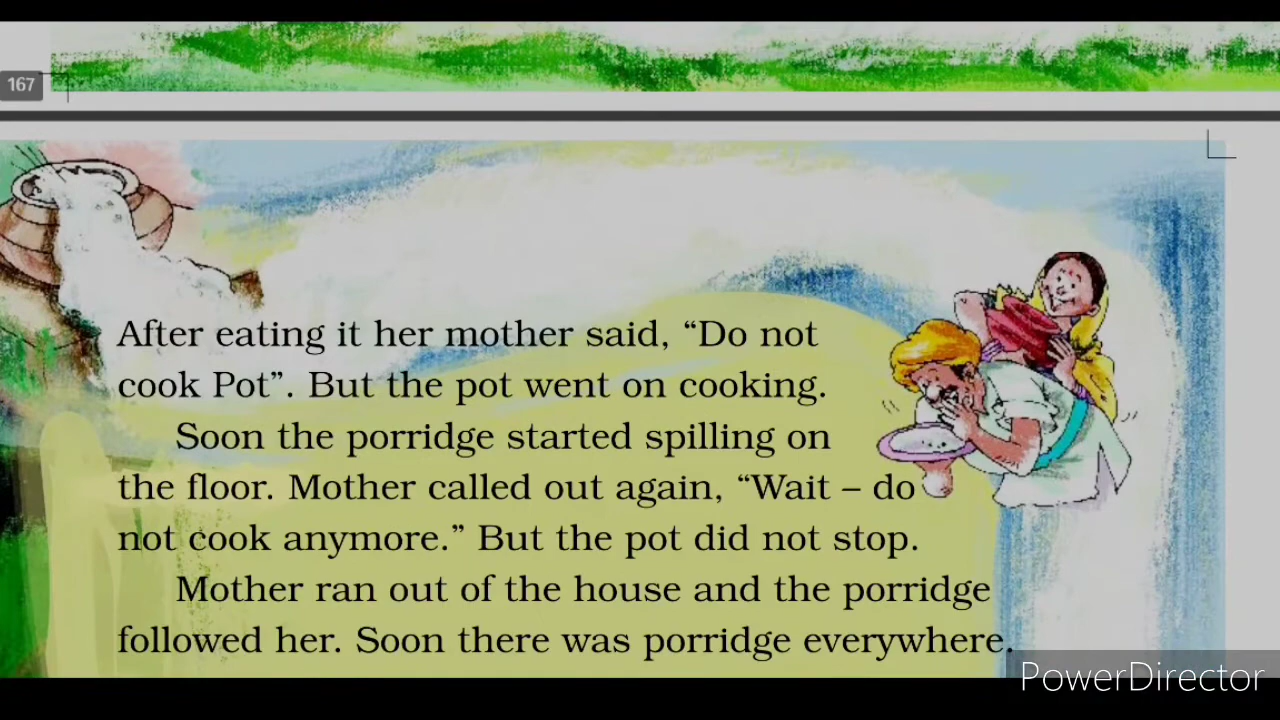 167
After eating it her mother said, “Do not
cook Pot”. But the pot went on cooking.
Soon the porridge started spilling on
the floor. Mother called out again, “Wait – do
not cook anymore.” But the pot did not stop.
Mother ran out of the house and the porridge
followed her. Soon there was porridge everywhere.
PowerDirector